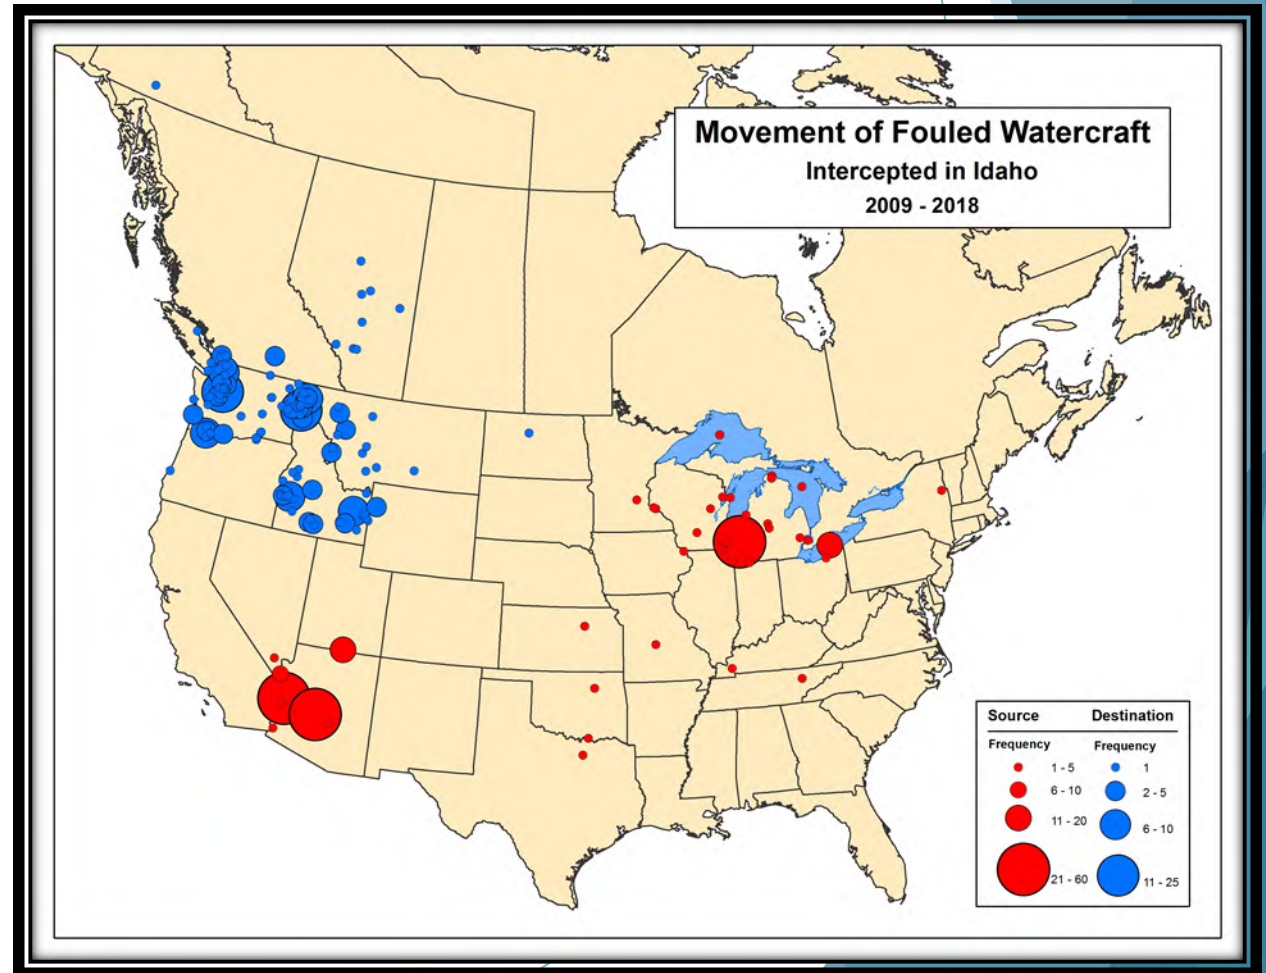 Movement of Fouled Watercraft
Intercepted in Idaho
2009 - 2018
Source Destination
Frequency Frequency
1 - 5 1
6 - 10 2 - 5
11 - 20 6 - 10
21 - 60 11 - 25